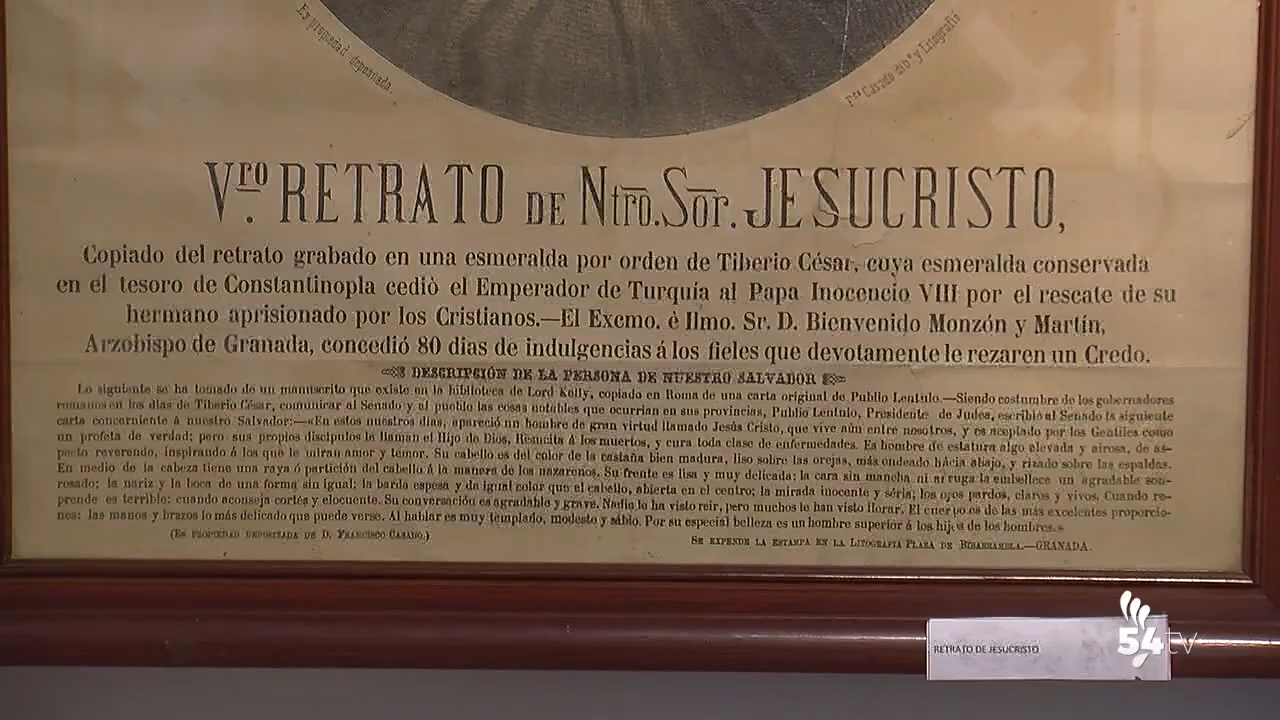 Es propiedad depositada.
Fco. Casado dibó. y Litografió
Vro. RETRATO DE Ntro. Sor. JESUCRISTO,
Copiado del retrato grabado en una esmeralda por orden de Tiberio César, cuya esmeralda conservada
en el tesoro de Constantinopla cedió el Emperador de Turquía al Papa Inocencio VIII por el rescate de su
hermano aprisionado por los Cristianos.—El Excmo. é Ilmo. Sr. D. Bienvenido Monzón y Martín,
Arzobispo de Granada, concedió 80 dias de indulgencias á los fieles que devotamente le rezaren un Credo.
DESCRIPCIÓN DE LA PERSONA DE NUESTRO SALVADOR
Lo siguiente se ha tomado de un manuscrito que existe en la biblioteca de Lord Kelly, copiado en Roma de una carta original de Publio Lentulo.—Siendo costumbre de los gobernadores
romanos en los dias de Tiberio César, comunicar al Senado y al pueblo las cosas notables que ocurrian en sus provincias, Publio Lentulo, Presidente de Judea, escribió al Senado la siguiente
carta concerniente á nuestro Salvador:—«En estos nuestros dias, apareció un hombre de gran virtud llamado Jesús Cristo, que vive aún entre nosotros, y es aceptado por los Gentiles como
un profeta de verdad; pero sus propios discipulos le llaman el Hijo de Dios, Resucita á los muertos, y cura toda clase de enfermedades. Es hombre de estatura algo elevada y airosa, de as-
pecto reverendo, inspirando á los que le miran amor y temor. Su cabello es del color de la castaña bien madura, liso sobre las orejas, más ondeado hácia abajo, y rizado sobre las espaldas.
En medio de la cabeza tiene una raya ó partición del cabello á la manera de los nazarenos. Su frente es lisa y muy delicada; la cara sin mancha ni arruga la embellece un agradable son-
rosado; la nariz y la boca de una forma sin igual; la barba espesa y de igual color que el cabello, abierta en el centro; la mirada inocente y séria; los ojos pardos, claros y vivos. Cuando re-
prende es terrible: cuando aconseja cortés y elocuente. Su conversación es agradable y grave. Nadie lo ha visto reir, pero muchos le han visto llorar. El cuerpo es de las más excelentes proporcio-
nes: las manos y brazos lo más delicado que puede verse. Al hablar es muy templado, modesto y sábio. Por su especial belleza es un hombre superior á los hijos de los hombres.»
(ES PROPIEDAD DEPOSITADA DE D. FRANCISCO CASADO.)
SE EXPENDE LA ESTAMPA EN LA LITOGRAFIA PLAZA DE BIBARRAMBLA.—GRANADA.
RETRATO DE JESUCRISTO
54tv